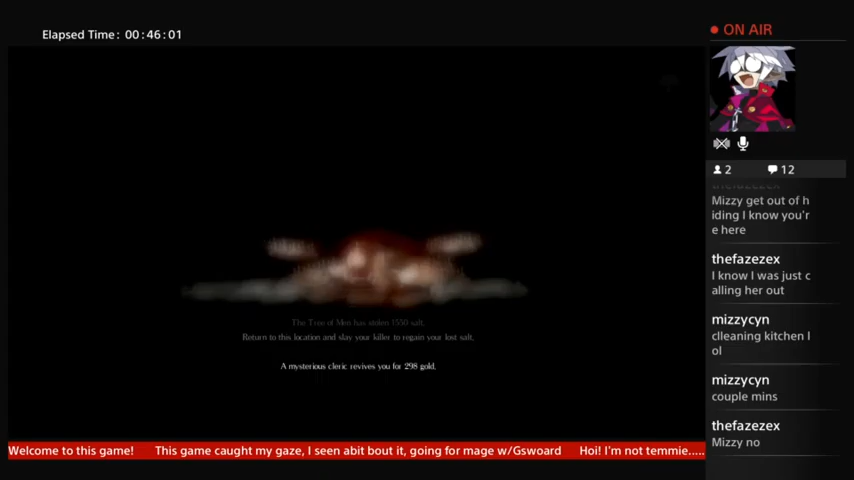 Elapsed Time: 00:46:01
ON AIR
2
12
Mizzy get out of h
iding I know you'r
e here
thefazezex
I know I was just c
alling her out
mizzycyn
clleaning kitchen l
ol
mizzycyn
couple mins
thefazezex
Mizzy no
The Tree of Men has stolen 1550 salt.
Return to this location and slay your killer to regain your lost salt.
A mysterious cleric revives you for 298 gold.
Welcome to this game! This game caught my gaze, I seen abit bout it, going for mage w/Gswoard Hoi! I'm not temmie.....